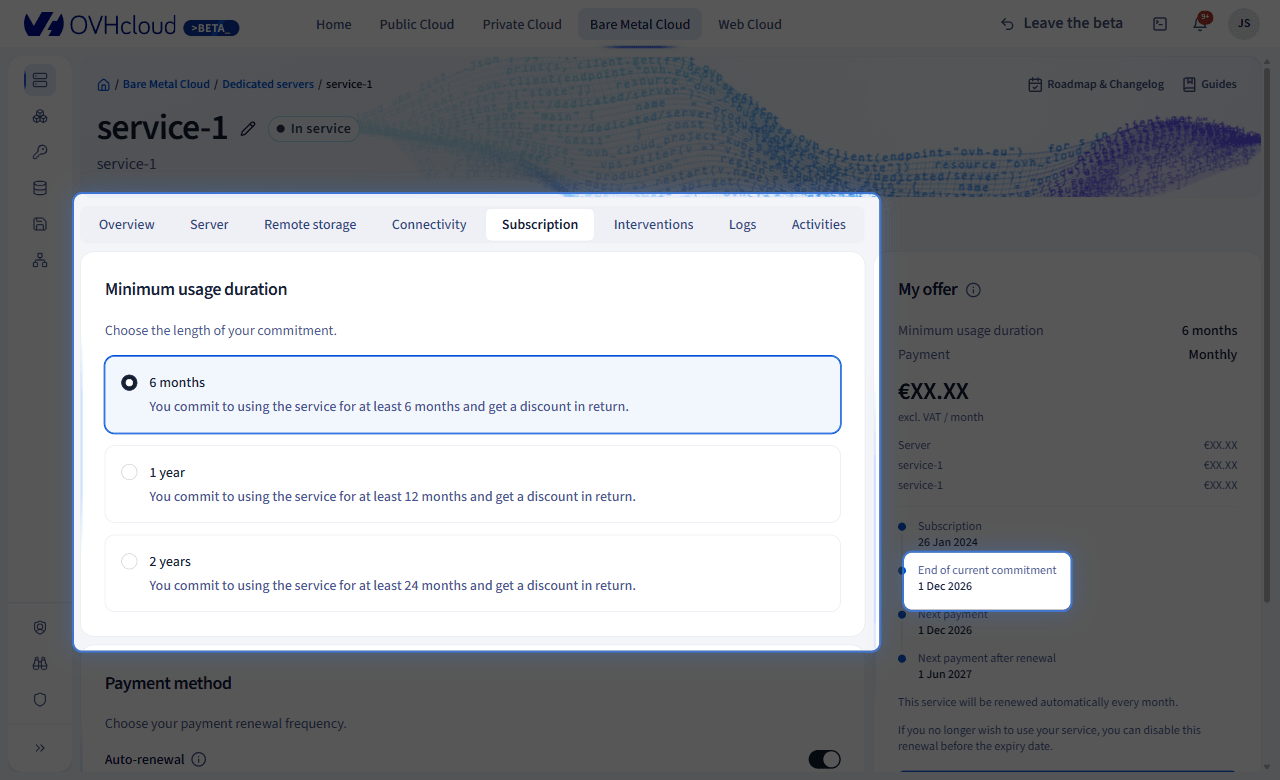 OVHcloud >BETA_
Home Public Cloud Private Cloud Bare Metal Cloud Web Cloud
Leave the beta
9+
JS
/ Bare Metal Cloud / Dedicated servers / service-1
Roadmap & Changelog Guides
service-1 In service
service-1
Overview Server Remote storage Connectivity Subscription Interventions Logs Activities
Minimum usage duration
Choose the length of your commitment.
6 months
You commit to using the service for at least 6 months and get a discount in return.
1 year
You commit to using the service for at least 12 months and get a discount in return.
2 years
You commit to using the service for at least 24 months and get a discount in return.
Payment method
Choose your payment renewal frequency.
Auto-renewal
My offer
Minimum usage duration 6 months
Payment Monthly
€XX.XX
excl. VAT / month
Server €XX.XX
service-1 €XX.XX
service-1 €XX.XX
Subscription
26 Jan 2024
End of current commitment
1 Dec 2026
Next payment
1 Dec 2026
Next payment after renewal
1 Jun 2027
This service will be renewed automatically every month.
If you no longer wish to use your service, you can disable this
renewal before the expiry date.